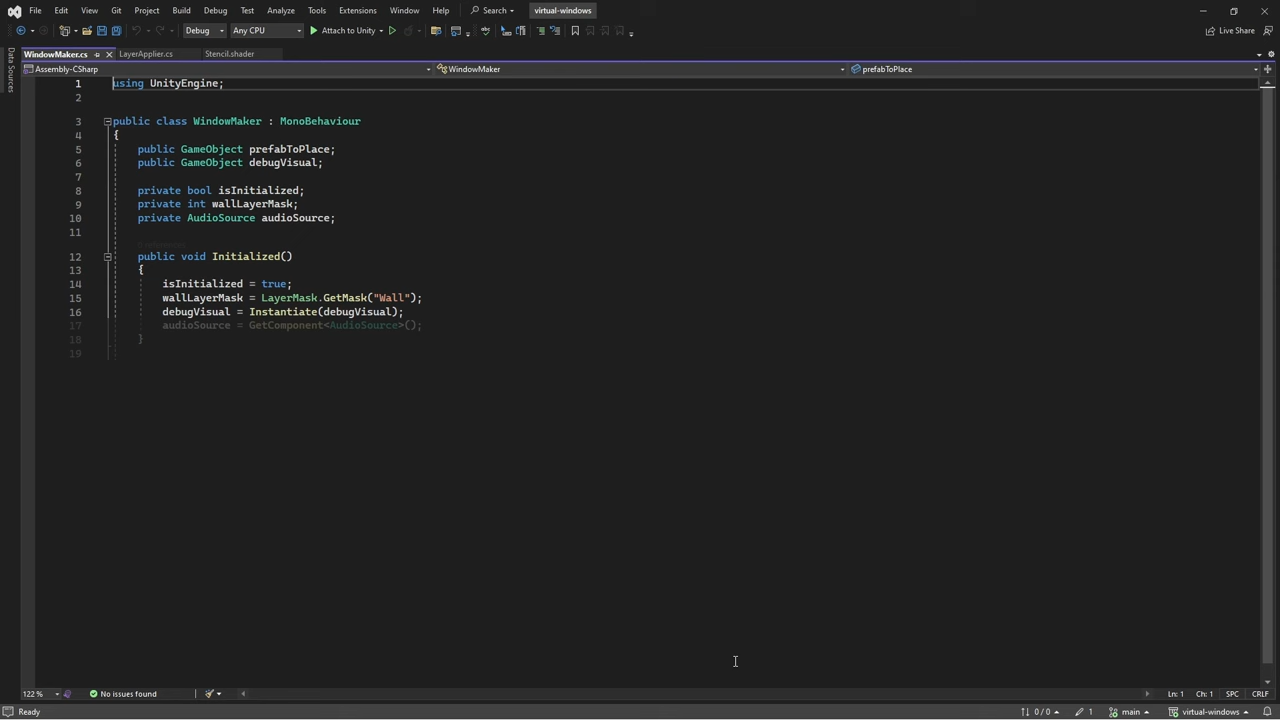 File Edit View Git Project Build Debug Test Analyze Tools Extensions Window Help Search virtual-windows
Debug Any CPU Attach to Unity Live Share
Data Sources
WindowMaker.cs LayerApplier.cs Stencil.shader
Assembly-CSharp WindowMaker prefabToPlace
1 using UnityEngine;
2
3 public class WindowMaker : MonoBehaviour
4 {
5 public GameObject prefabToPlace;
6 public GameObject debugVisual;
7
8 private bool isInitialized;
9 private int wallLayerMask;
10 private AudioSource audioSource;
11
12 public void Initialized()
13 {
14 isInitialized = true;
15 wallLayerMask = LayerMask.GetMask("Wall");
16 debugVisual = Instantiate(debugVisual);
17 audioSource = GetComponent<AudioSource>();
18 }
19
122 % No issues found Ln: 1 Ch: 1 SPC CRLF
Ready 0 / 0 1 main virtual-windows